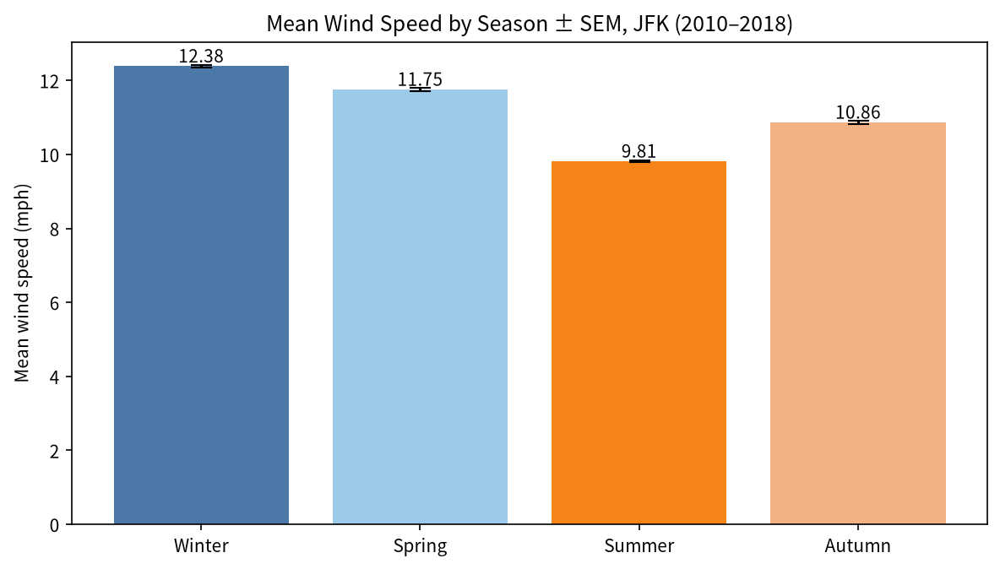 Mean Wind Speed by Season ± SEM, JFK (2010–2018)
Mean wind speed (mph)
12
10
8
6
4
2
0
12.38
11.75
9.81
10.86
Winter
Spring
Summer
Autumn